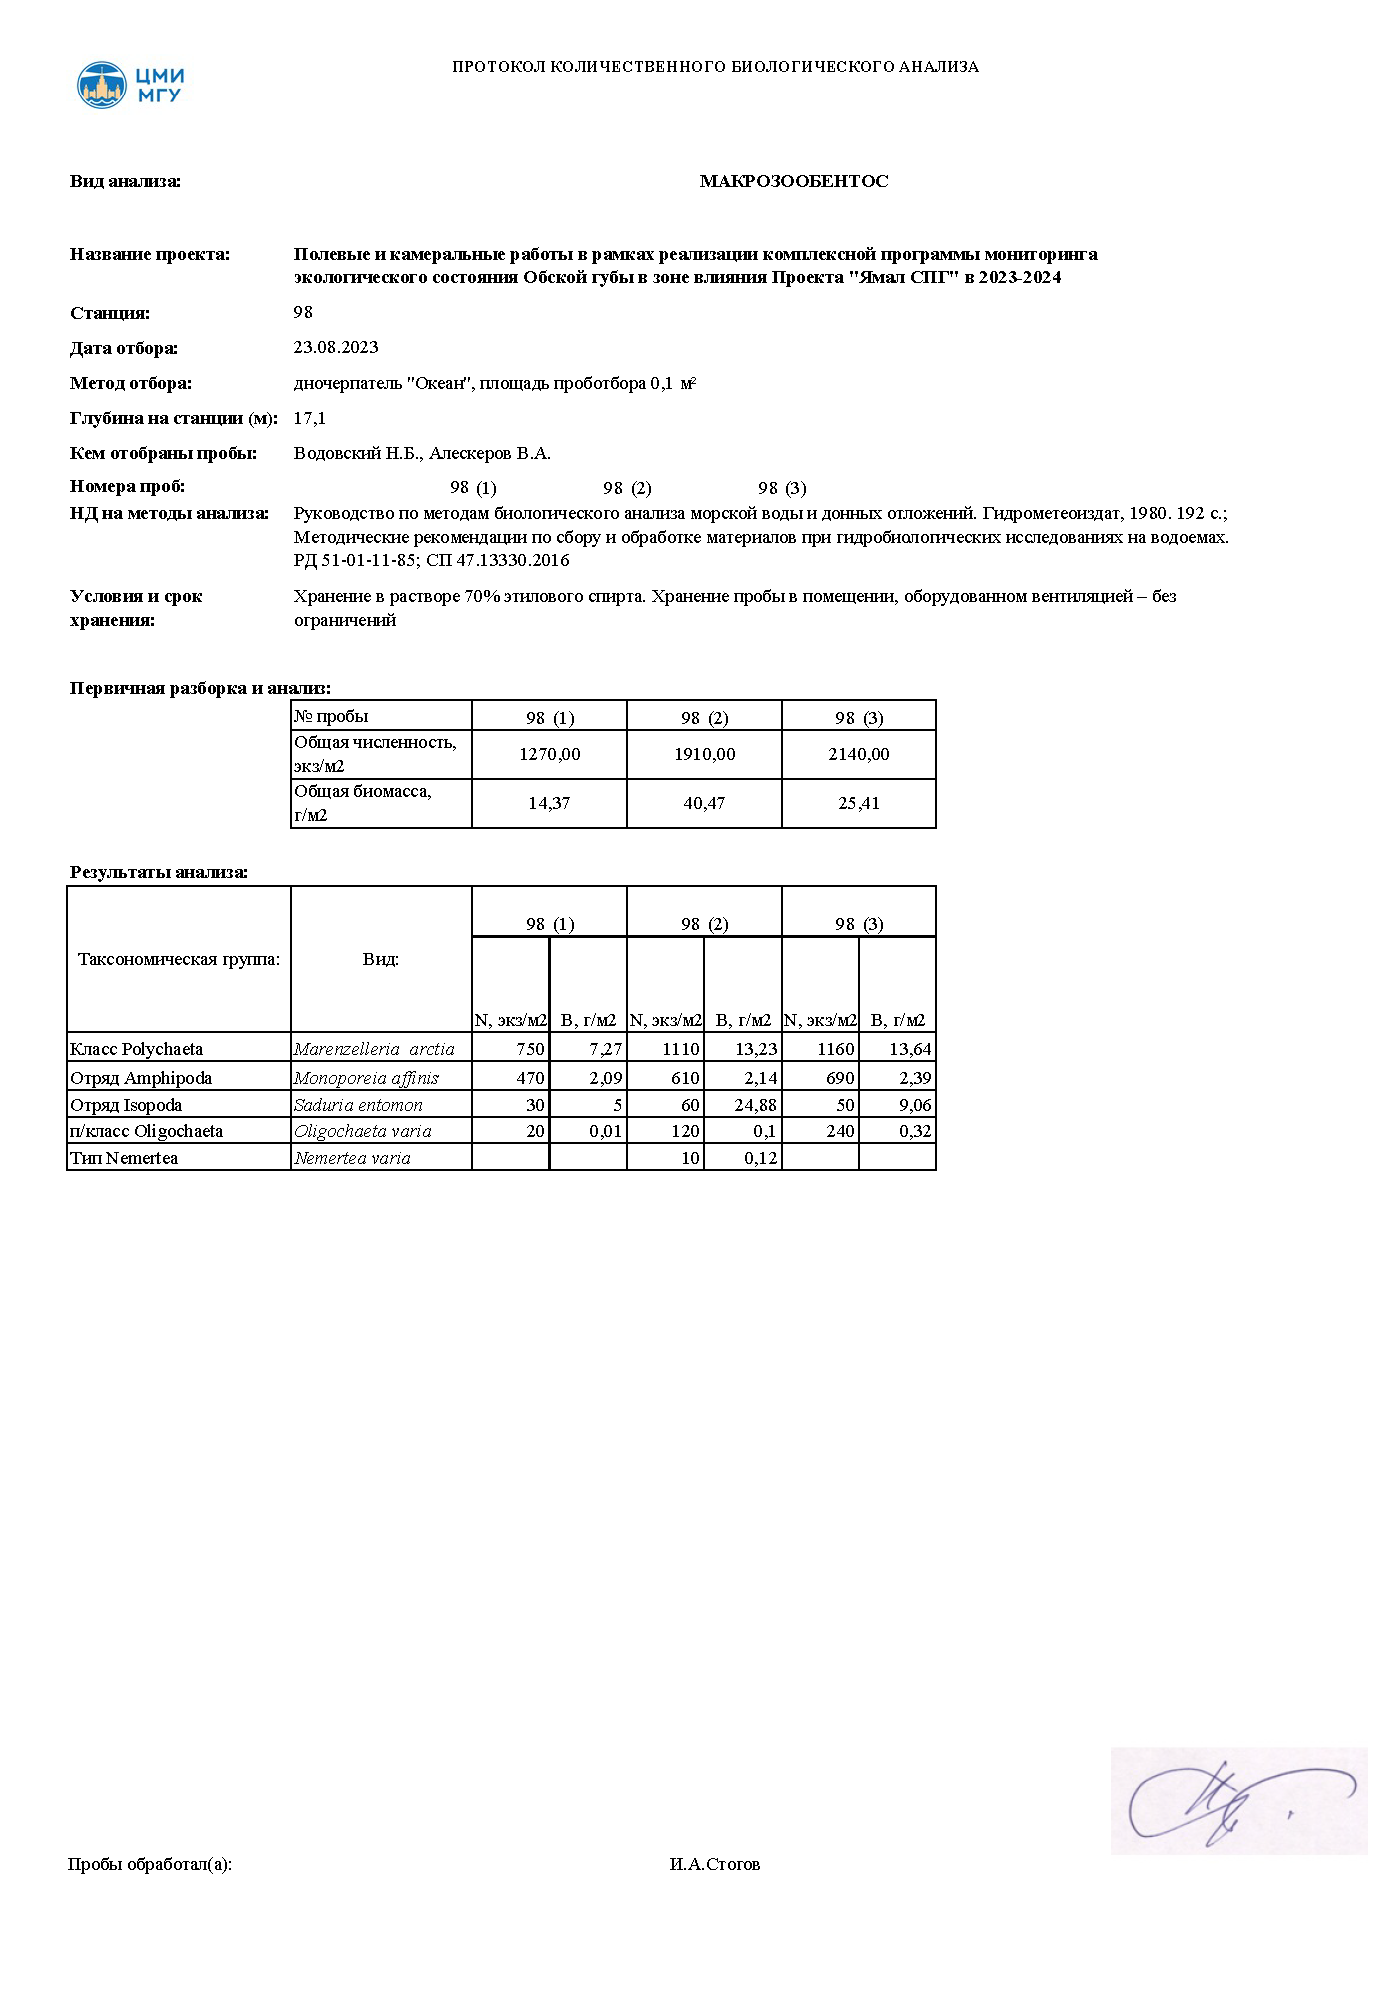 ЦМИ
МГУ
ПРОТОКОЛ КОЛИЧЕСТВЕННОГО БИОЛОГИЧЕСКОГО АНАЛИЗА
Вид анализа: МАКРОЗООБЕНТОС
Название проекта: Полевые и камеральные работы в рамках реализации комплексной программы мониторинга
экологического состояния Обской губы в зоне влияния Проекта "Ямал СПГ" в 2023-2024
Станция: 98
Дата отбора: 23.08.2023
Метод отбора: дночерпатель "Океан", площадь проботбора 0,1 м²
Глубина на станции (м): 17,1
Кем отобраны пробы: Водовский Н.Б., Алескеров В.А.
Номера проб: 98 (1) 98 (2) 98 (3)
НД на методы анализа: Руководство по методам биологического анализа морской воды и донных отложений. Гидрометеоиздат, 1980. 192 с.;
Методические рекомендации по сбору и обработке материалов при гидробиологических исследованиях на водоемах.
РД 51-01-11-85; СП 47.13330.2016
Условия и срок Хранение в растворе 70% этилового спирта. Хранение пробы в помещении, оборудованном вентиляцией – без
хранения: ограничений
Первичная разборка и анализ:
№ пробы 98 (1) 98 (2) 98 (3)
Общая численность,
экз/м2 1270,00 1910,00 2140,00
Общая биомасса,
г/м2 14,37 40,47 25,41
Результаты анализа:
98 (1) 98 (2) 98 (3)
Таксономическая группа: Вид:
N, экз/м2 B, г/м2 N, экз/м2 B, г/м2 N, экз/м2 B, г/м2
Класс Polychaeta Marenzelleria arctia 750 7,27 1110 13,23 1160 13,64
Отряд Amphipoda Monoporeia affinis 470 2,09 610 2,14 690 2,39
Отряд Isopoda Saduria entomon 30 5 60 24,88 50 9,06
п/класс Oligochaeta Oligochaeta varia 20 0,01 120 0,1 240 0,32
Тип Nemertea Nemertea varia 10 0,12
Пробы обработал(а): И.А.Стогов